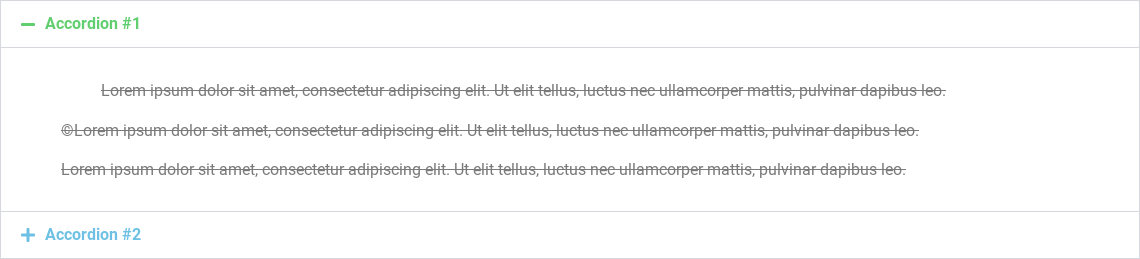 Accordion #1
Lorem ipsum dolor sit amet, consectetur adipiscing elit. Ut elit tellus, luctus nec ullamcorper mattis, pulvinar dapibus leo.
©Lorem ipsum dolor sit amet, consectetur adipiscing elit. Ut elit tellus, luctus nec ullamcorper mattis, pulvinar dapibus leo.
Lorem ipsum dolor sit amet, consectetur adipiscing elit. Ut elit tellus, luctus nec ullamcorper mattis, pulvinar dapibus leo.
Accordion #2